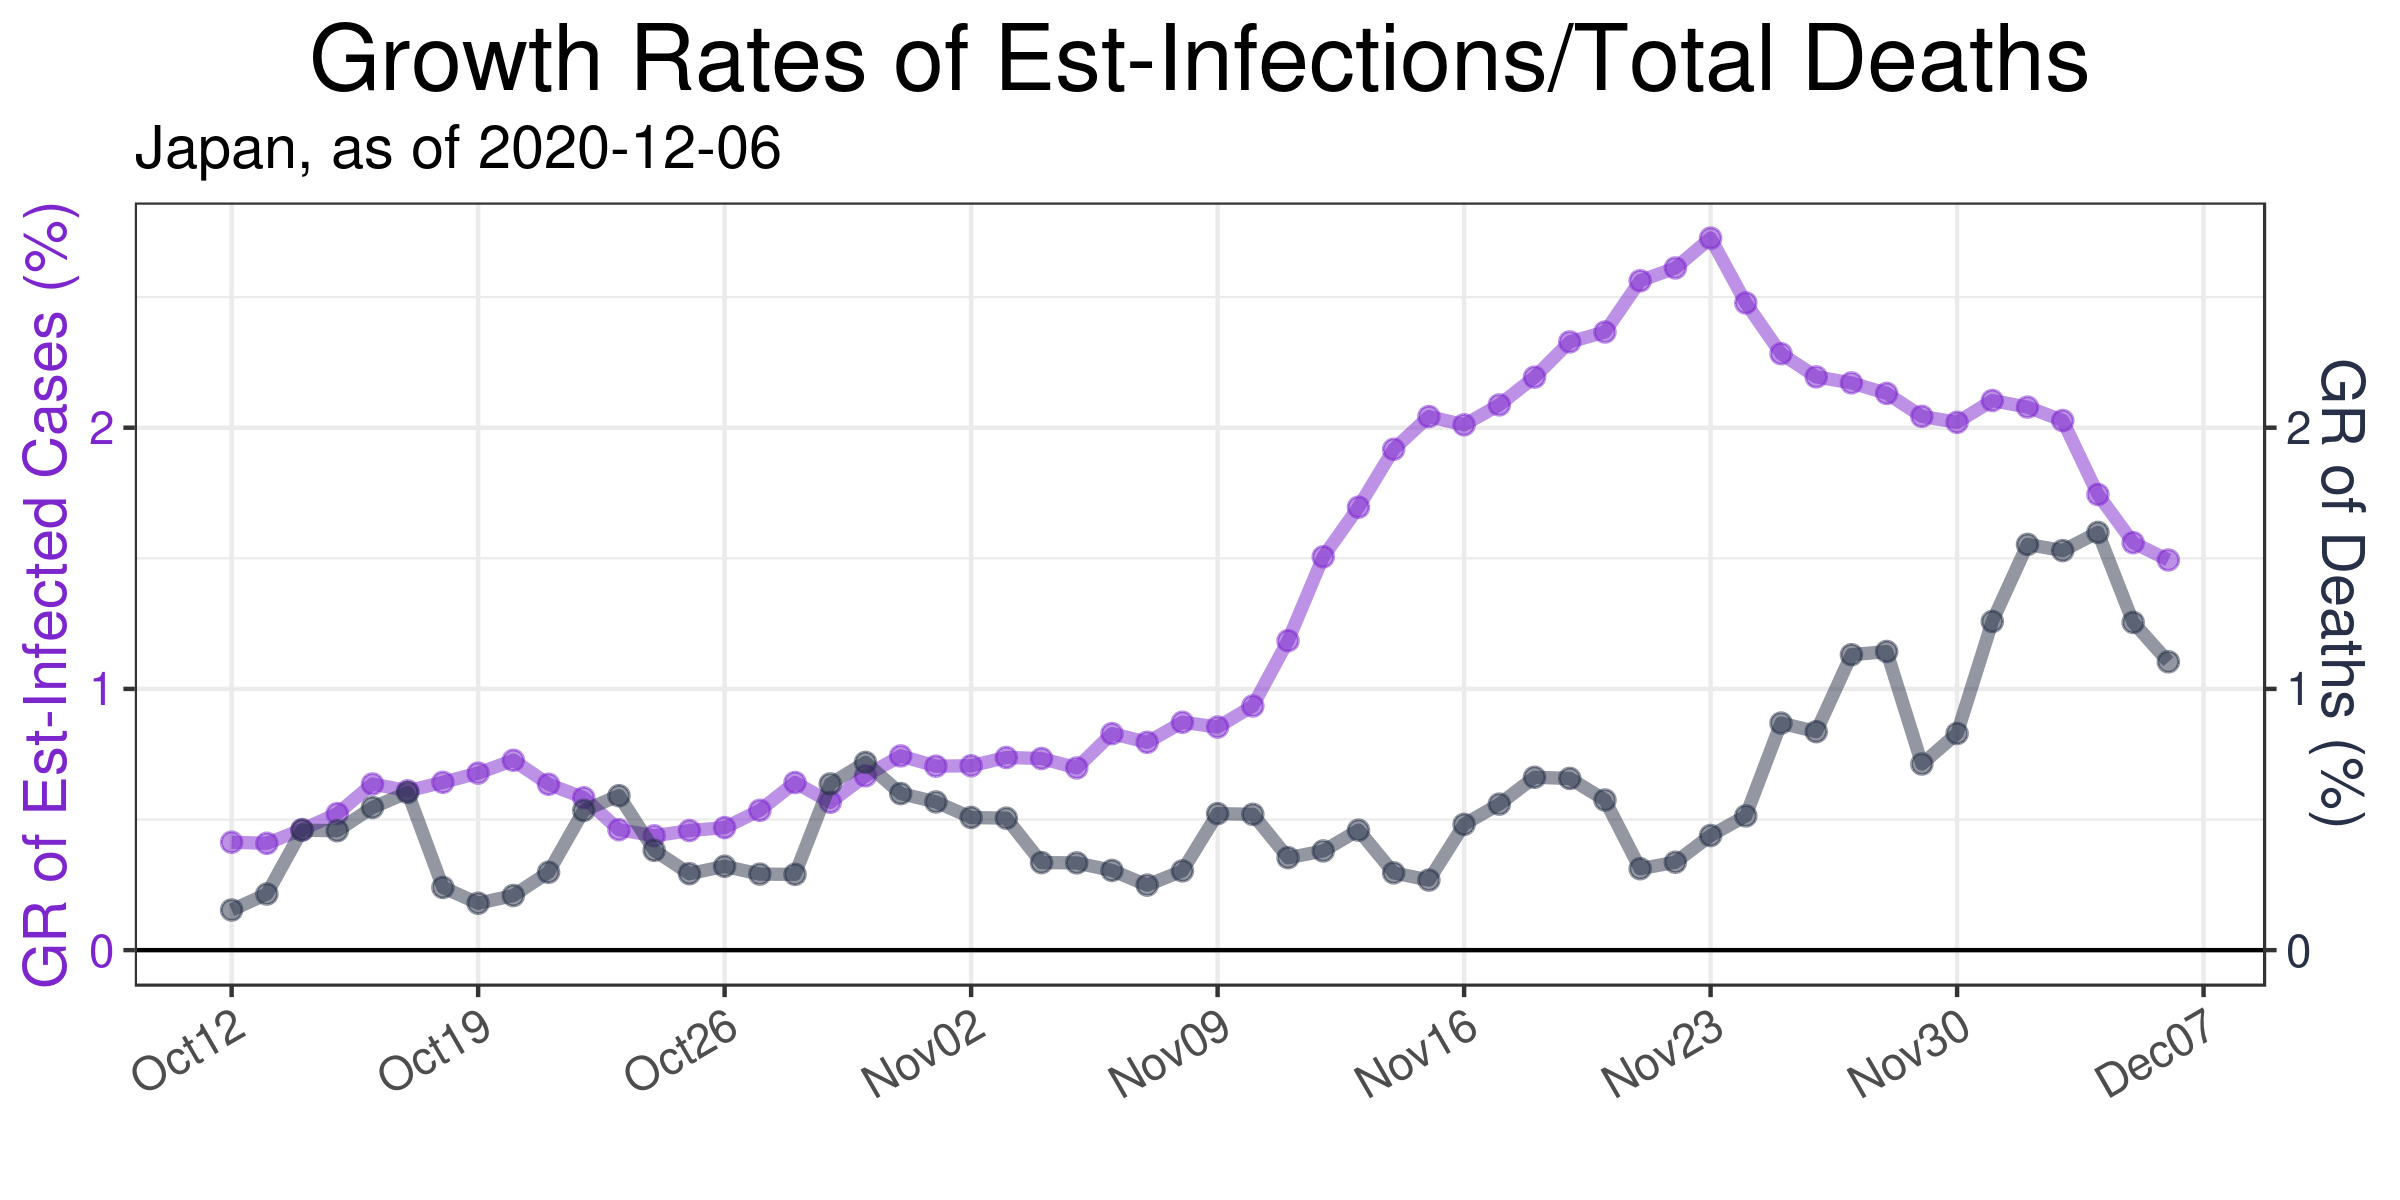 Growth Rates of Est-Infections/Total Deaths
Japan, as of 2020-12-06
GR of Est-Infected Cases (%)
2
1
0
2
1
0
GR of Deaths (%)
Oct12
Oct19
Oct26
Nov02
Nov09
Nov16
Nov23
Nov30
Dec07